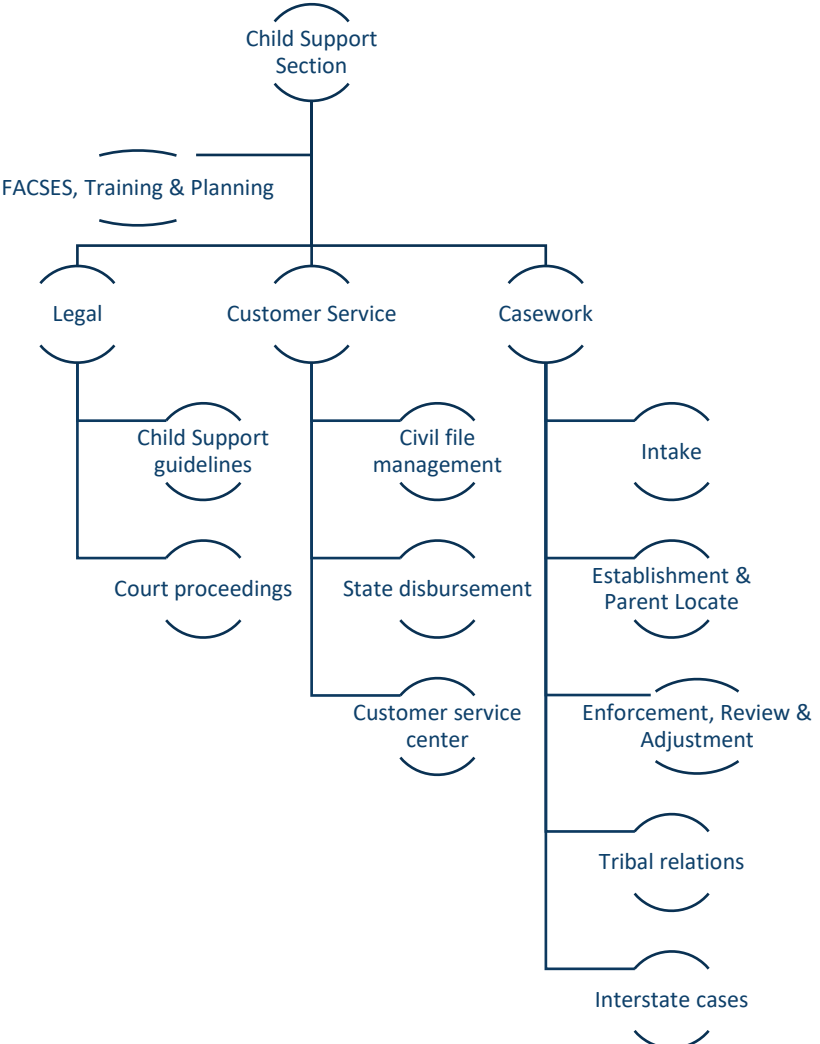 Child Support
Section
FACSES, Training & Planning
Legal
Customer Service
Casework
Child Support
guidelines
Civil file
management
Intake
Court proceedings
State disbursement
Establishment &
Parent Locate
Customer service
center
Enforcement, Review &
Adjustment
Tribal relations
Interstate cases